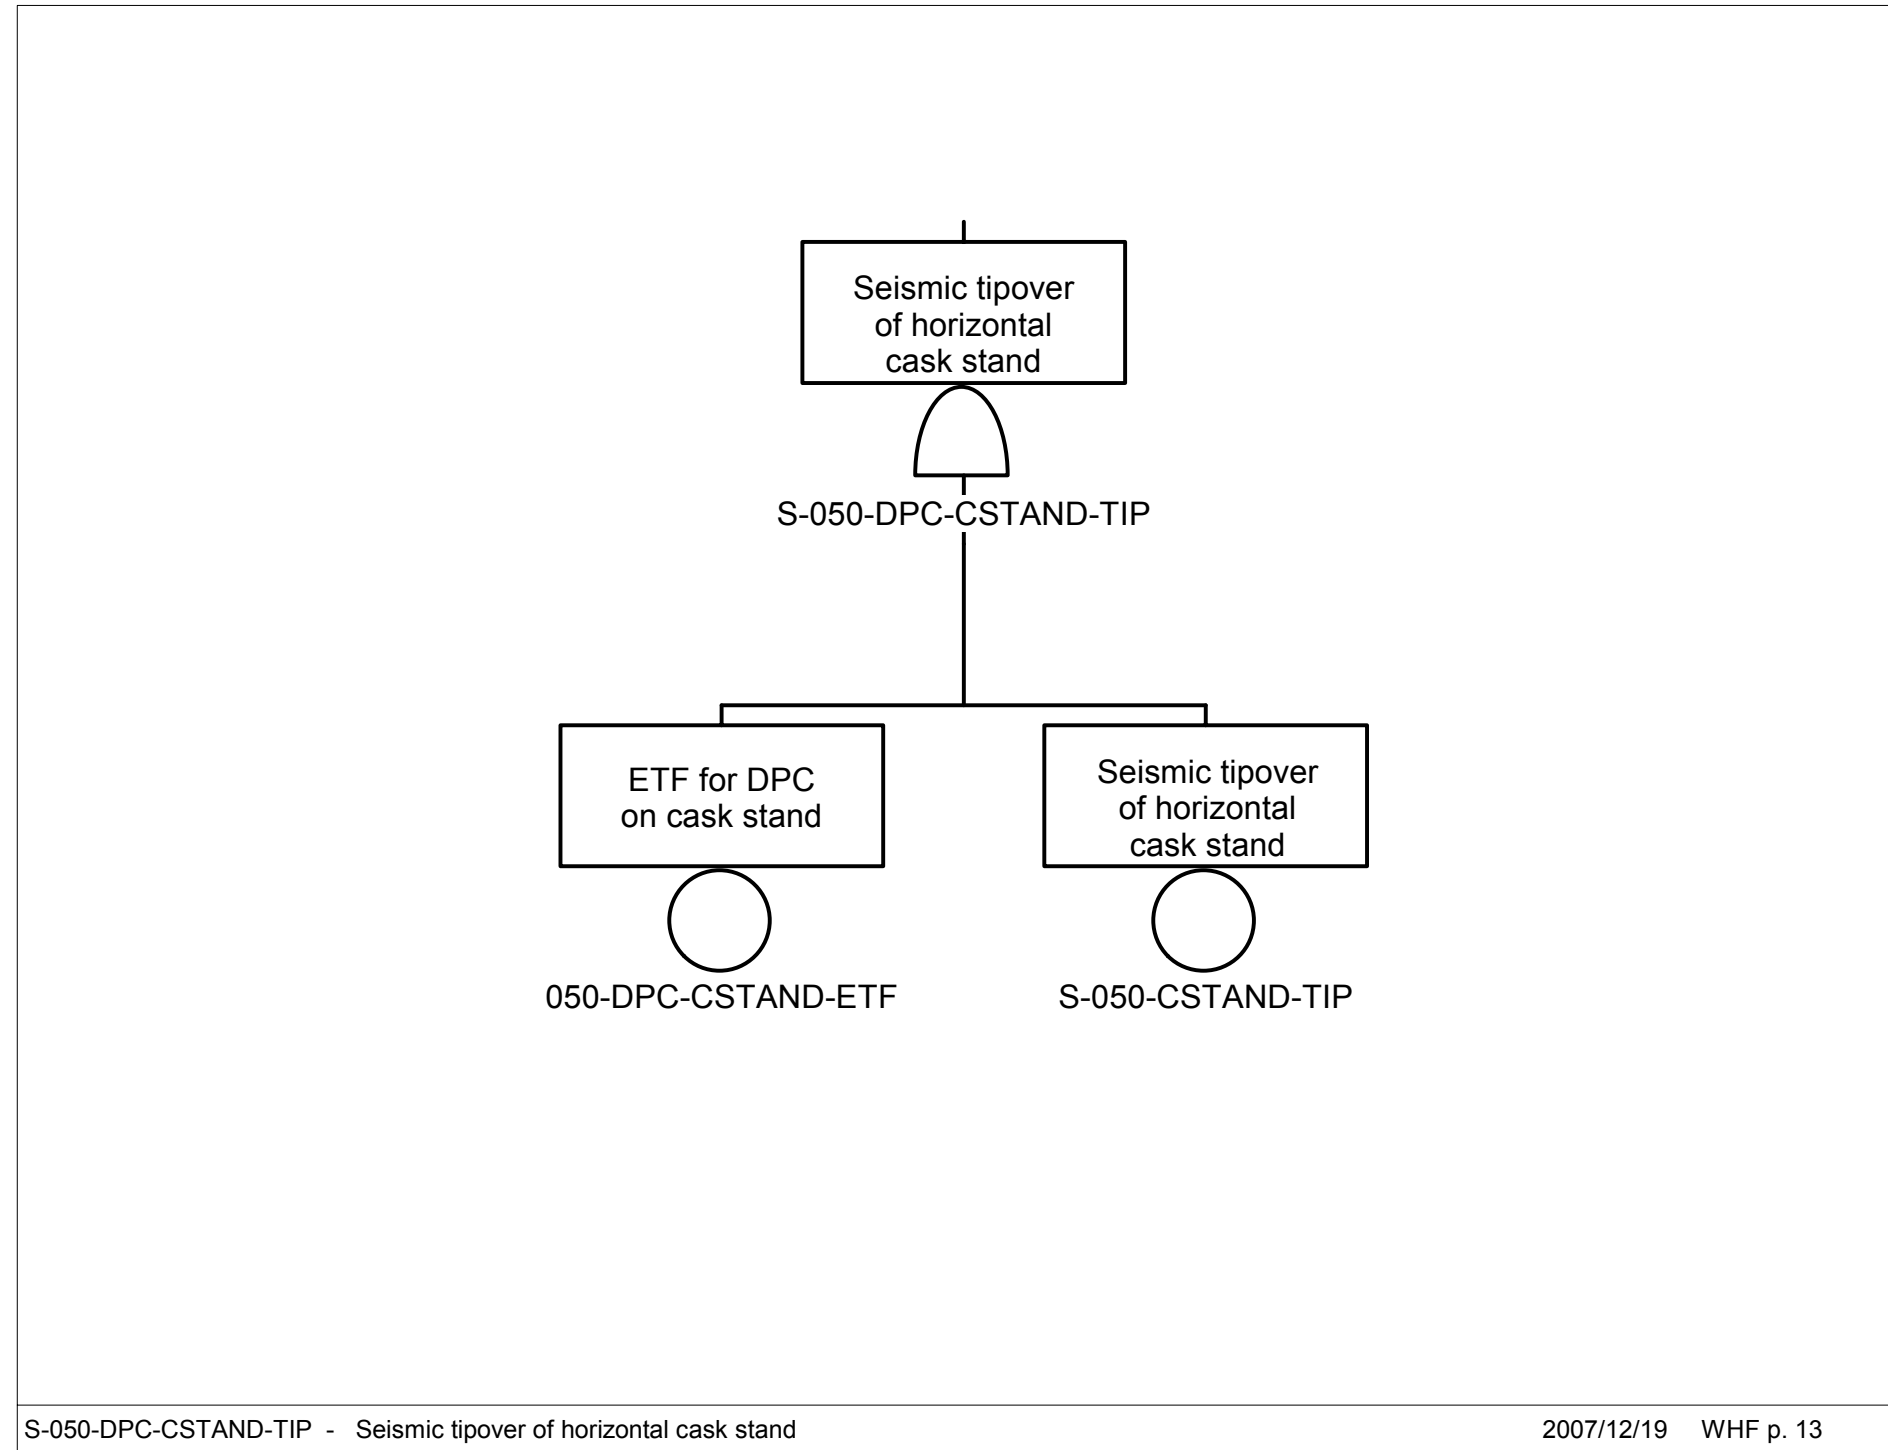 Seismic tipover
of horizontal
cask stand
S-050-DPC-CSTAND-TIP
ETF for DPC
on cask stand
050-DPC-CSTAND-ETF
Seismic tipover
of horizontal
cask stand
S-050-CSTAND-TIP
S-050-DPC-CSTAND-TIP - Seismic tipover of horizontal cask stand 2007/12/19 WHF p. 13